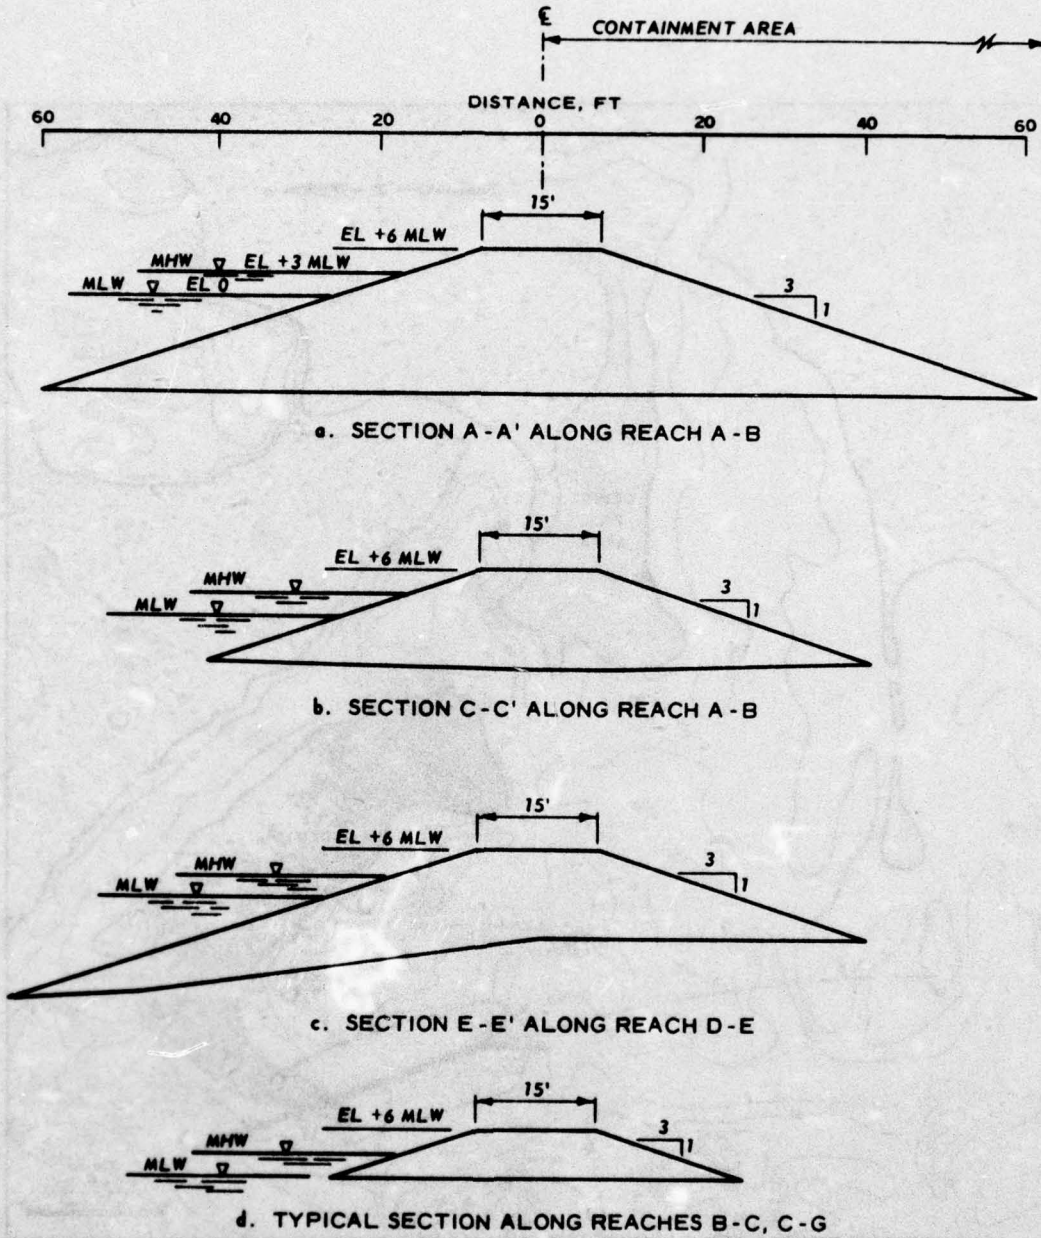 ℄
CONTAINMENT AREA
DISTANCE, FT
60 40 20 0 20 40 60
15'
EL +6 MLW
MHW EL +3 MLW
MLW EL 0
3
1
a. SECTION A-A' ALONG REACH A-B
15'
EL +6 MLW
MHW
MLW
3
1
b. SECTION C-C' ALONG REACH A-B
15'
EL +6 MLW
MHW
MLW
3
1
c. SECTION E-E' ALONG REACH D-E
15'
EL +6 MLW
MHW
MLW
3
1
d. TYPICAL SECTION ALONG REACHES B-C, C-G